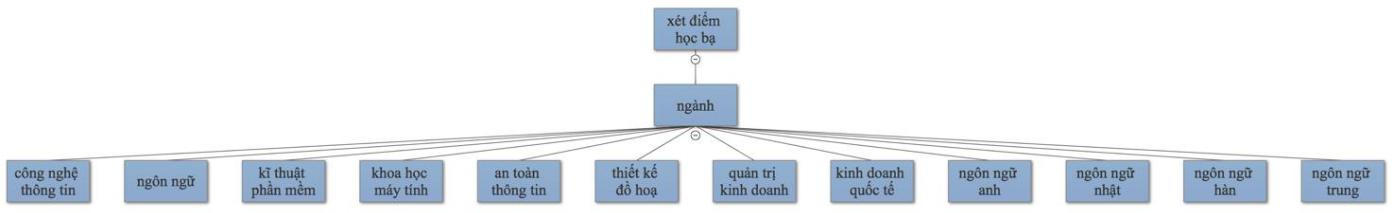 xét điểm
học bạ
ngành
công nghệ
thông tin
ngôn ngữ
kĩ thuật
phần mềm
khoa học
máy tính
an toàn
thông tin
thiết kế
đồ hoạ
quản trị
kinh doanh
kinh doanh
quốc tế
ngôn ngữ
anh
ngôn ngữ
nhật
ngôn ngữ
hàn
ngôn ngữ
trung